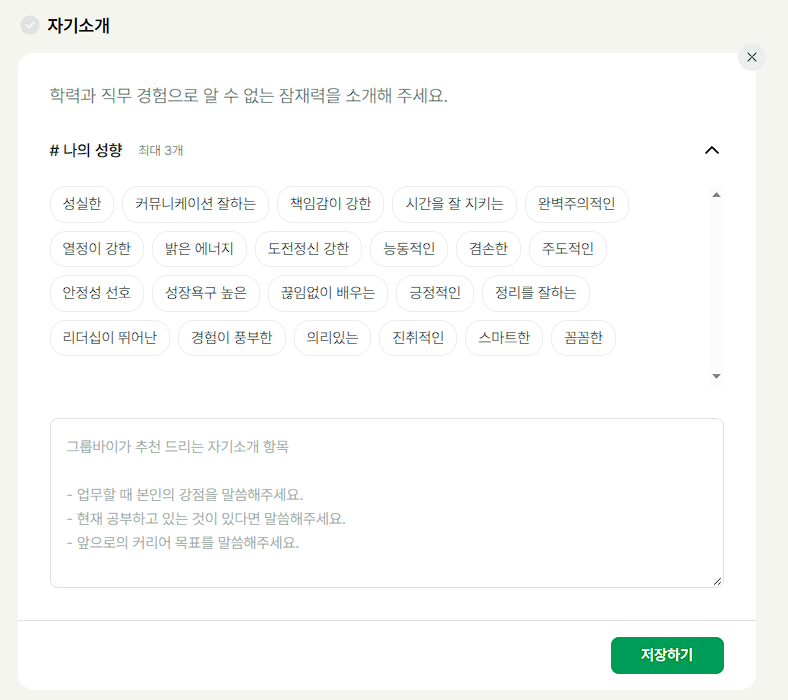 자기소개
학력과 직무 경험으로 알 수 없는 잠재력을 소개해 주세요.
# 나의 성향 최대 3개
성실한 커뮤니케이션 잘하는 책임감이 강한 시간을 잘 지키는 완벽주의적인
열정이 강한 밝은 에너지 도전정신 강한 능동적인 겸손한 주도적인
안정성 선호 성장욕구 높은 끊임없이 배우는 긍정적인 정리를 잘하는
리더십이 뛰어난 경험이 풍부한 의리있는 진취적인 스마트한 꼼꼼한
그룹바이가 추천 드리는 자기소개 항목
- 업무할 때 본인의 강점을 말씀해주세요.
- 현재 공부하고 있는 것이 있다면 말씀해주세요.
- 앞으로의 커리어 목표를 말씀해주세요.
저장하기